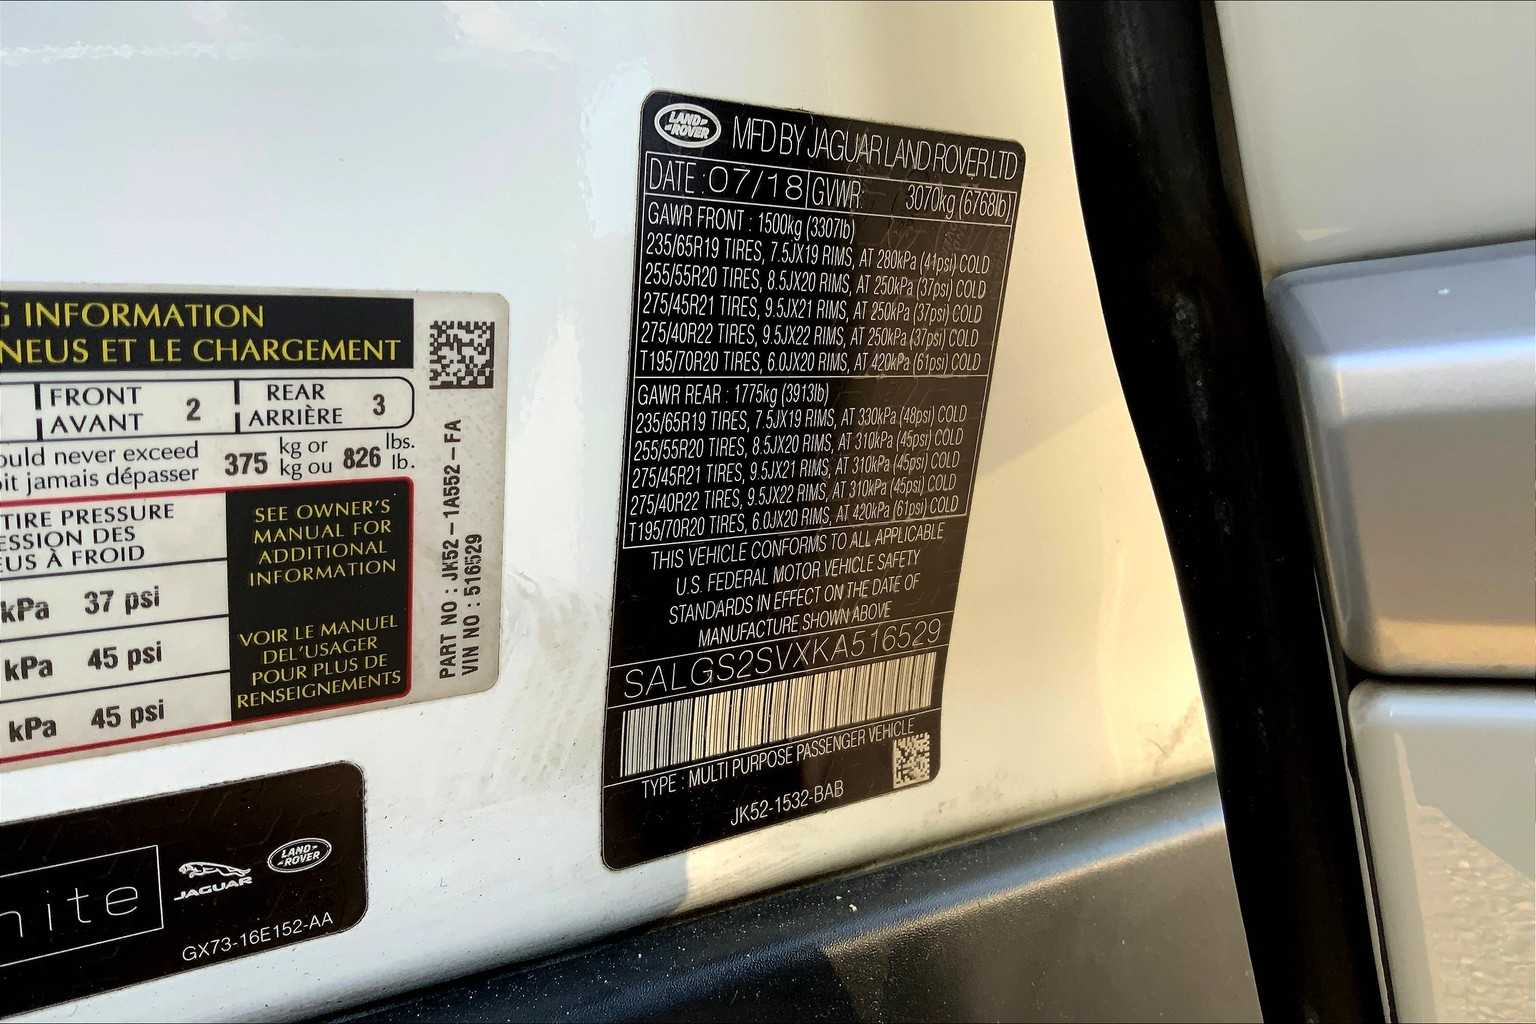 LAND ROVER MFD BY JAGUAR LAND ROVER LTD
DATE : 07/18 GVWR: 3070kg (6768lb)
GAWR FRONT : 1500kg (3307lb)
235/65R19 TIRES, 7.5JX19 RIMS, AT 280kPa (41psi) COLD
255/55R20 TIRES, 8.5JX20 RIMS, AT 250kPa (37psi) COLD
275/45R21 TIRES, 9.5JX21 RIMS, AT 250kPa (37psi) COLD
275/40R22 TIRES, 9.5JX22 RIMS, AT 250kPa (37psi) COLD
T195/70R20 TIRES, 6.0JX20 RIMS, AT 420kPa (61psi) COLD
GAWR REAR : 1775kg (3913lb)
235/65R19 TIRES, 7.5JX19 RIMS, AT 330kPa (48psi) COLD
255/55R20 TIRES, 8.5JX20 RIMS, AT 310kPa (45psi) COLD
275/45R21 TIRES, 9.5JX21 RIMS, AT 310kPa (45psi) COLD
275/40R22 TIRES, 9.5JX22 RIMS, AT 310kPa (45psi) COLD
T195/70R20 TIRES, 6.0JX20 RIMS, AT 420kPa (61psi) COLD
THIS VEHICLE CONFORMS TO ALL APPLICABLE
U.S. FEDERAL MOTOR VEHICLE SAFETY
STANDARDS IN EFFECT ON THE DATE OF
MANUFACTURE SHOWN ABOVE
SALGS2SVXKA516529
TYPE : MULTI PURPOSE PASSENGER VEHICLE
JK52-1532-BAB
G INFORMATION
NEUS ET LE CHARGEMENT
FRONT
AVANT 2
REAR
ARRIÈRE 3
ould never exceed
oit jamais dépasser
375 kg or
kg ou 826 lbs.
lb.
TIRE PRESSURE
ESSION DES
EUS À FROID
kPa 37 psi
kPa 45 psi
kPa 45 psi
SEE OWNER'S
MANUAL FOR
ADDITIONAL
INFORMATION
VOIR LE MANUEL
DEL'USAGER
POUR PLUS DE
RENSEIGNEMENTS
PART NO : JK52-1A552-FA
VIN NO : 516529
nite
JAGUAR
LAND ROVER
GX73-16E152-AA